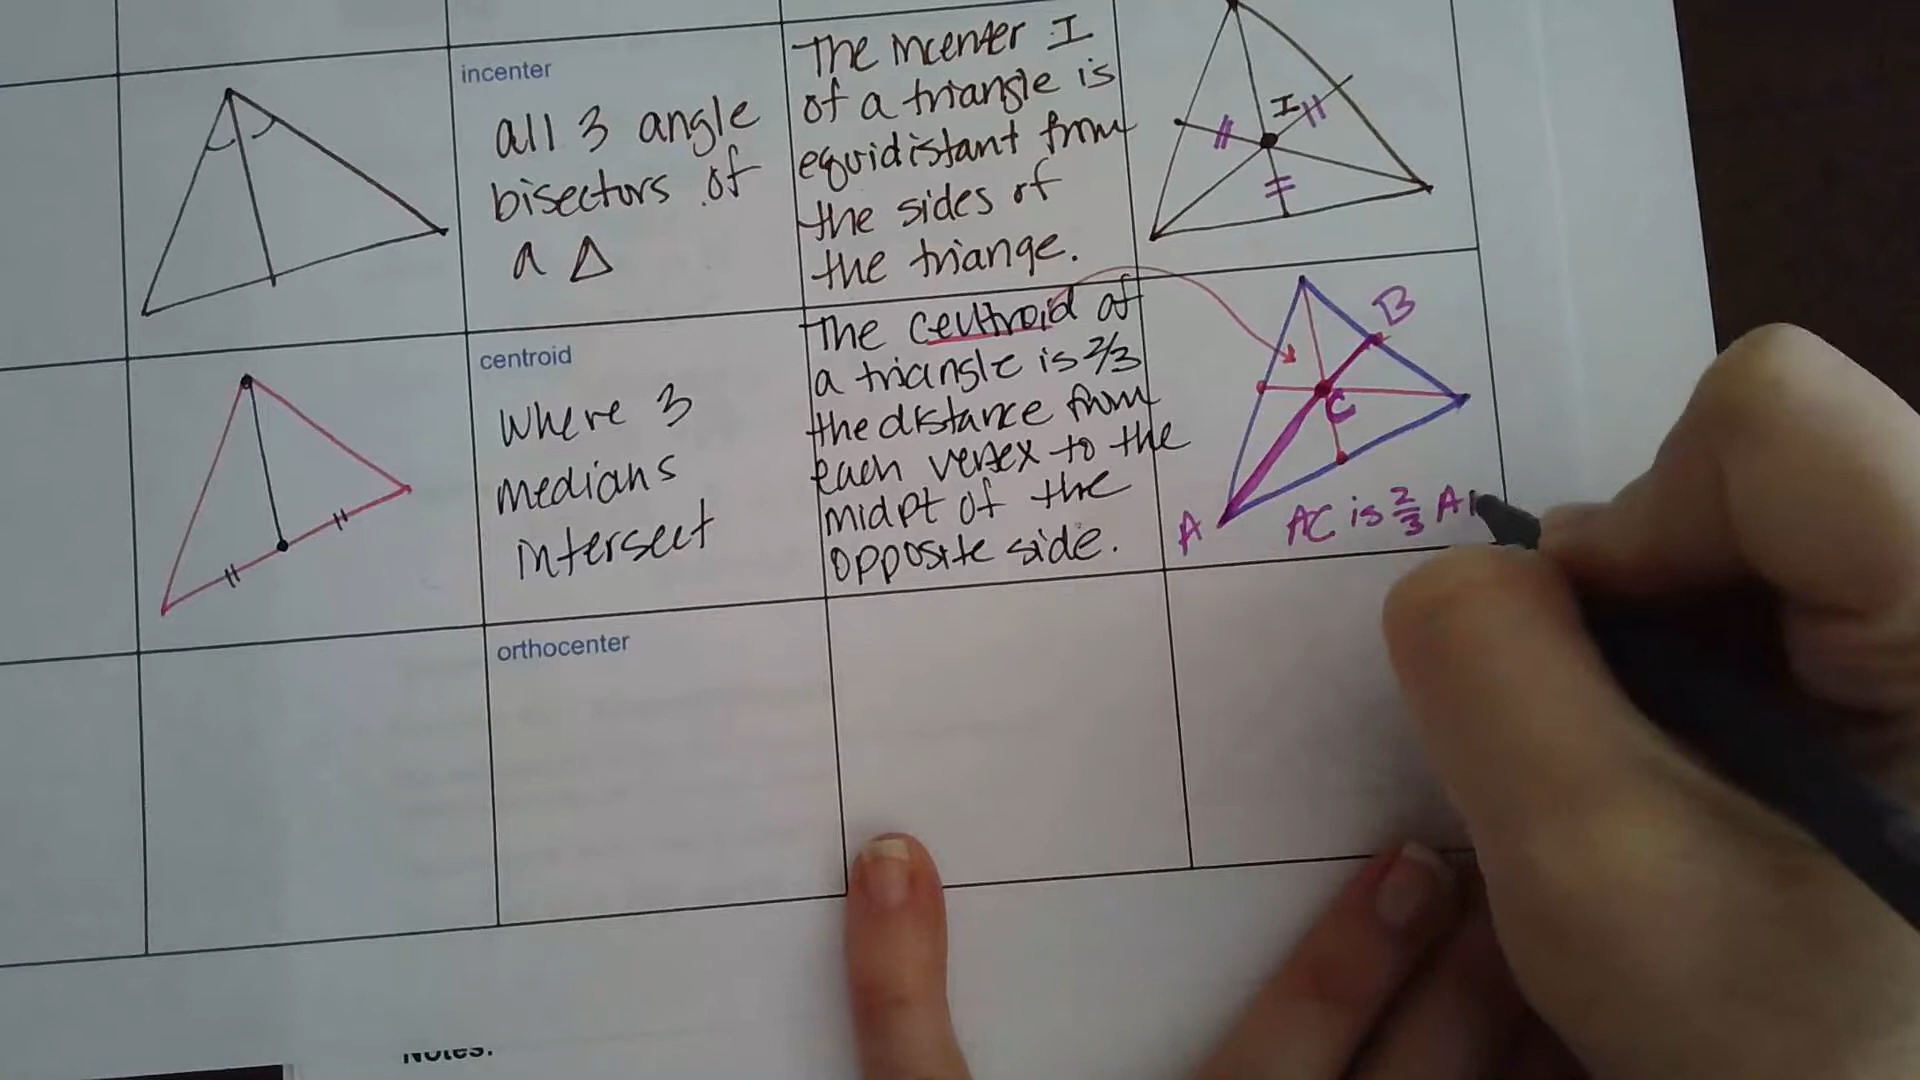 incenter
all 3 angle
bisectors of
a Δ
The incenter I
of a triangle is
equidistant from
the sides of
the triange.
I
centroid
where 3
medians
intersect
The centroid of
a triangle is 2/3
the distance from
each vertex to the
midpt of the
opposite side.
B
C
A
AC is 2/3 A
orthocenter
Notes: